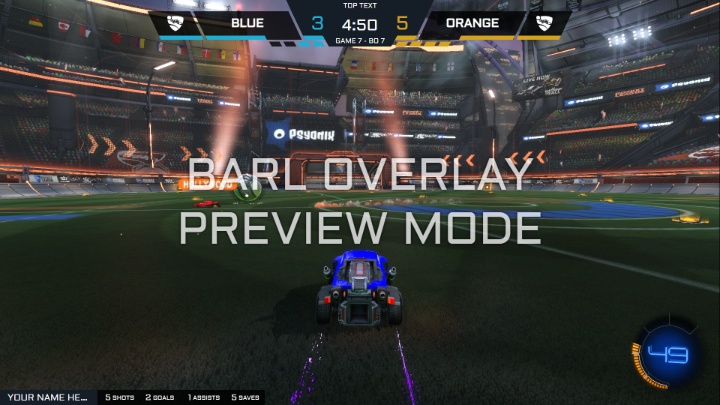 TOP TEXT
BLUE 3 4:50 5 ORANGE
GAME 7 - BO 7
PSYONIX
BARL OVERLAY
PREVIEW MODE
49
YOUR NAME HE... 5 SHOTS 2 GOALS 1 ASSISTS 5 SAVES